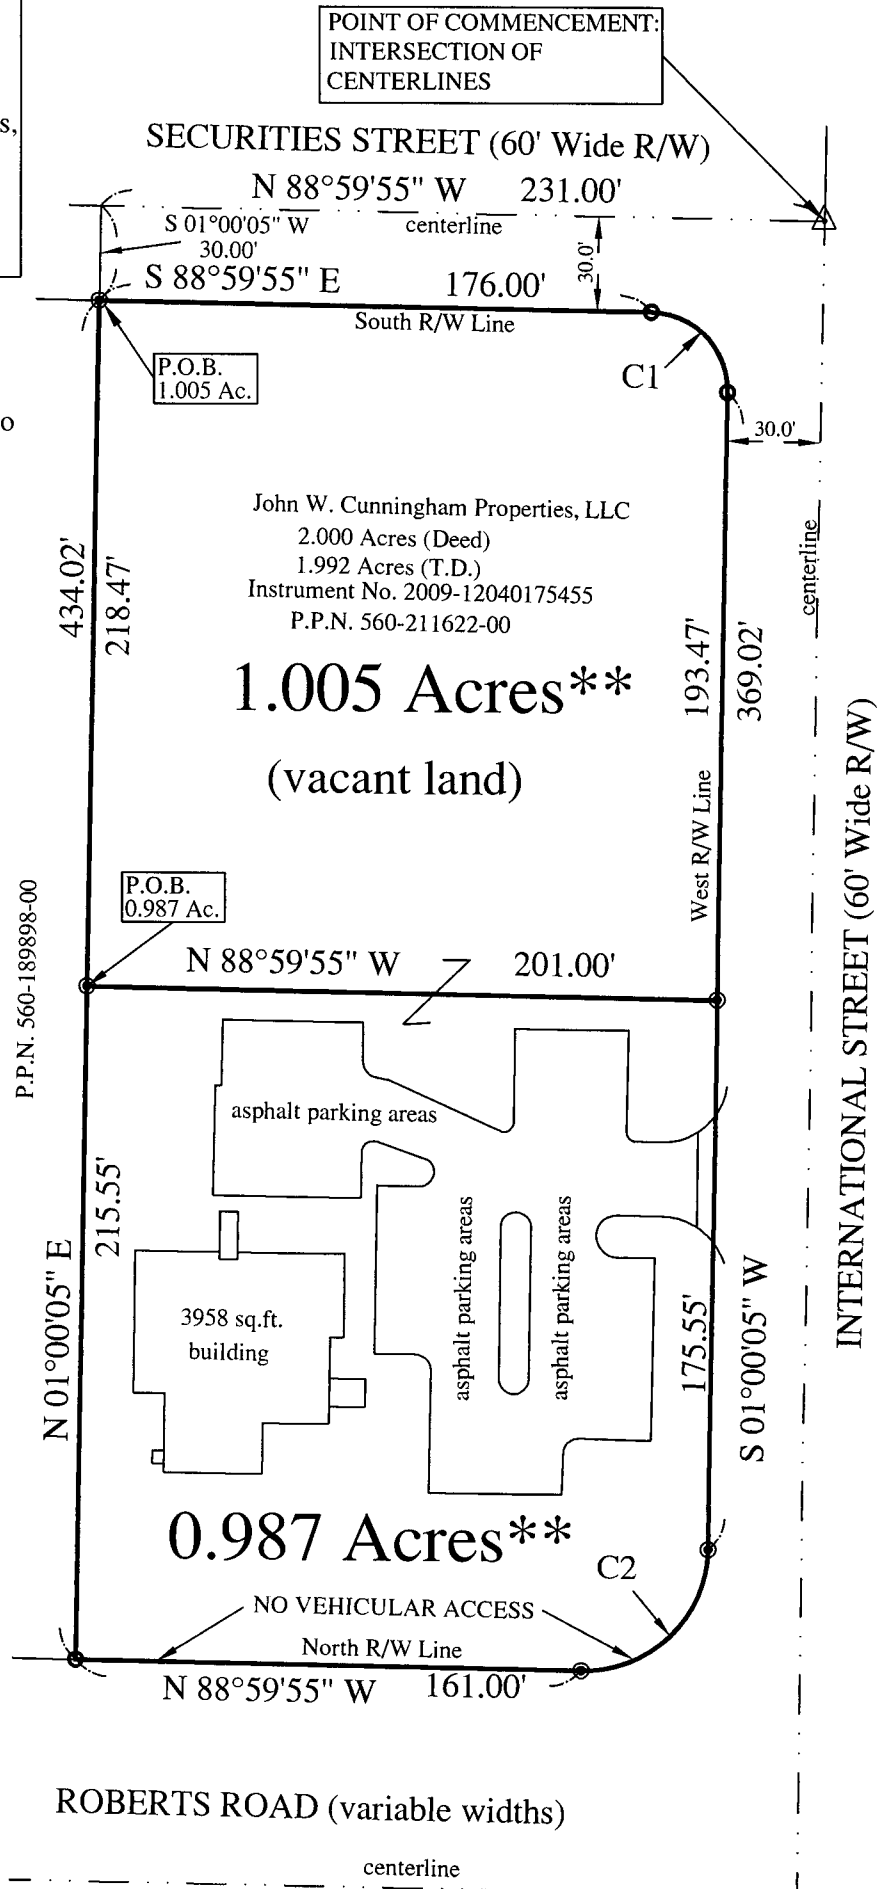 POINT OF COMMENCEMENT:
INTERSECTION OF
CENTERLINES
s,
SECURITIES STREET (60' Wide R/W)
N 88°59'55" W 231.00'
S 01°00'05" W
30.00'
centerline
30.0'
S 88°59'55" E 176.00'
South R/W Line
P.O.B.
1.005 Ac.
C1
o
30.0'
John W. Cunningham Properties, LLC
2.000 Acres (Deed)
1.992 Acres (T.D.)
Instrument No. 2009-12040175455
P.P.N. 560-211622-00
centerline
434.02'
218.47'
193.47'
369.02'
1.005 Acres**
(vacant land)
West R/W Line
INTERNATIONAL STREET (60' Wide R/W)
P.O.B.
0.987 Ac.
P.P.N. 560-189898-00
N 88°59'55" W 201.00'
asphalt parking areas
215.55'
N 01°00'05" E
asphalt parking areas
asphalt parking areas
3958 sq.ft.
building
175.55'
S 01°00'05" W
0.987 Acres**
C2
NO VEHICULAR ACCESS
North R/W Line
N 88°59'55" W 161.00'
ROBERTS ROAD (variable widths)
centerline